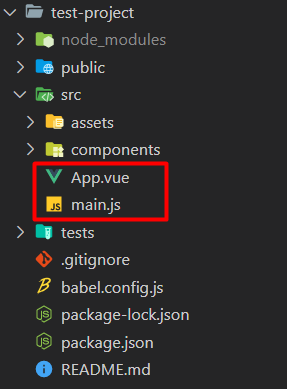 test-project
node_modules
public
src
assets
components
App.vue
JS main.js
tests
.gitignore
babel.config.js
package-lock.json
package.json
README.md